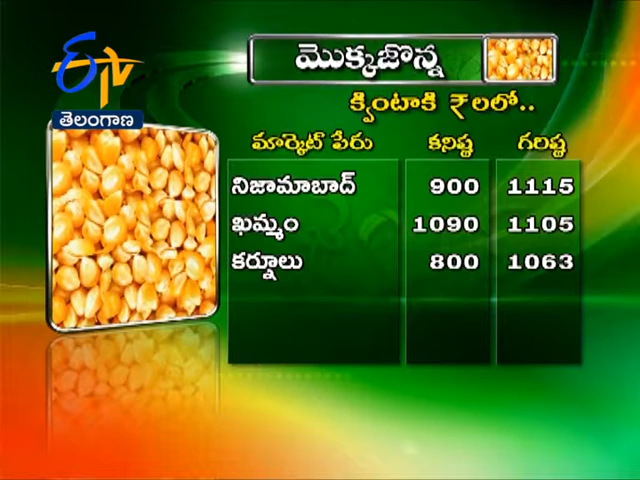 ETV
తెలంగాణ
మొక్కజొన్న
క్వింటాకి ₹లలో..
మార్కెట్ పేరు కనిష్ఠ గరిష్ఠ
నిజామాబాద్ 900 1115
ఖమ్మం 1090 1105
కర్నూలు 800 1063